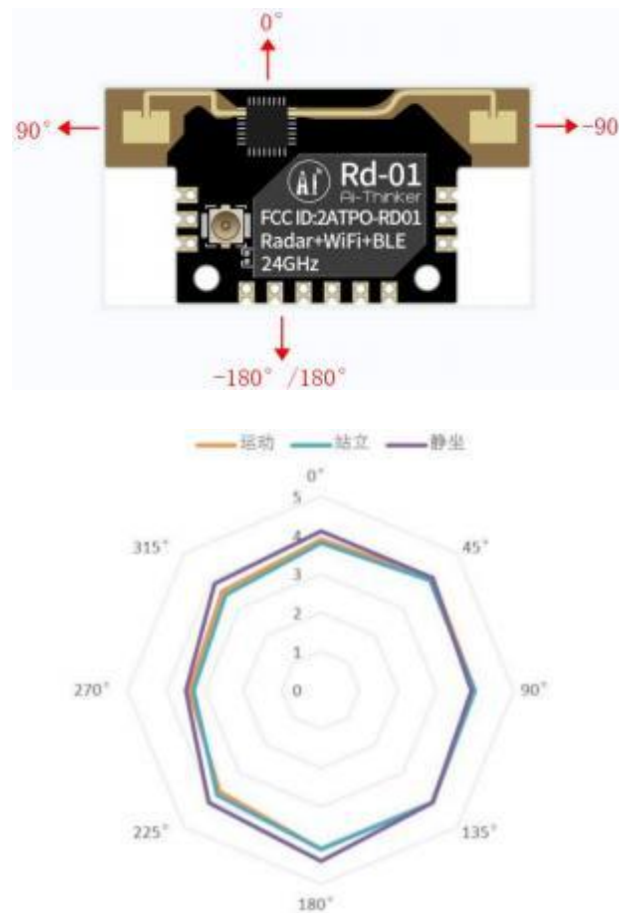 0°
90°
-90
Ai
Rd-01
Ai-Thinker
FCC ID:2ATPO-RD01
Radar+WiFi+BLE
24GHz
-180° /180°
运动 站立 静坐
0°
5
315°
4
45°
3
2
1
270°
0
90°
225°
135°
180°